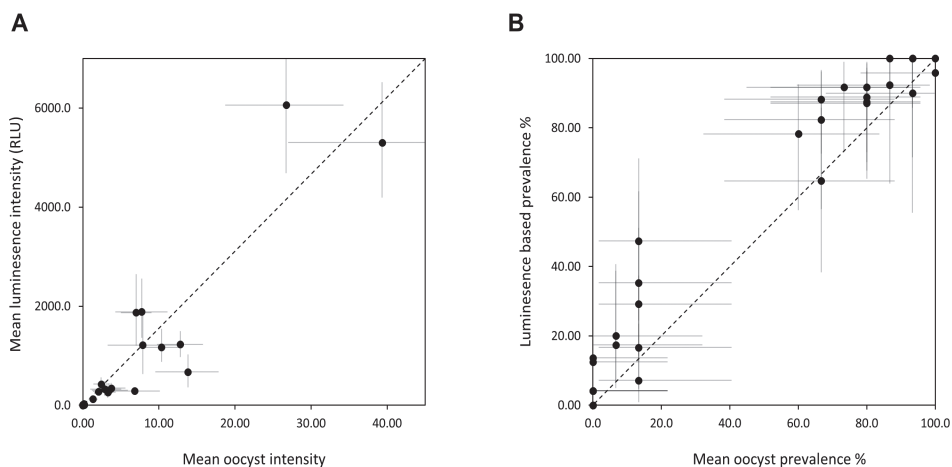 A
Mean luminesence intensity (RLU)
6000.0
4000.0
2000.0
0.00
0.00 10.00 20.00 30.00 40.00
Mean oocyst intensity
B
Luminesence based prevalence %
100.00
80.00
60.00
40.00
20.00
0.00
0.0 20.0 40.0 60.0 80.0 100.0
Mean oocyst prevalence %